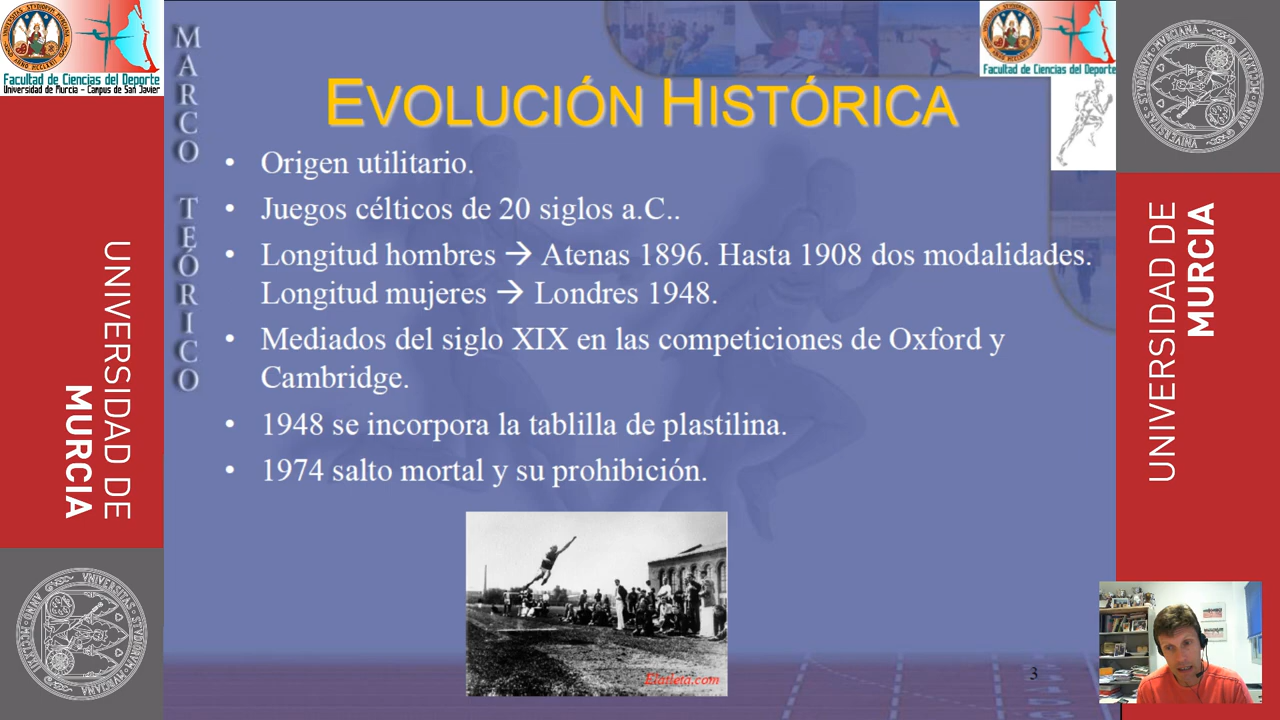 Facultad de Ciencias del Deporte
Universidad de Murcia - Campus de San Javier
UNIVERSIDAD DE
MURCIA
MARCO TEÓRICO
EVOLUCIÓN HISTÓRICA
• Origen utilitario.
• Juegos célticos de 20 siglos a.C..
• Longitud hombres → Atenas 1896. Hasta 1908 dos modalidades.
Longitud mujeres → Londres 1948.
• Mediados del siglo XIX en las competiciones de Oxford y
Cambridge.
• 1948 se incorpora la tablilla de plastilina.
• 1974 salto mortal y su prohibición.
Elatleta.com
3
Facultad de Ciencias del Deporte
UNIVERSIDAD DE
MURCIA